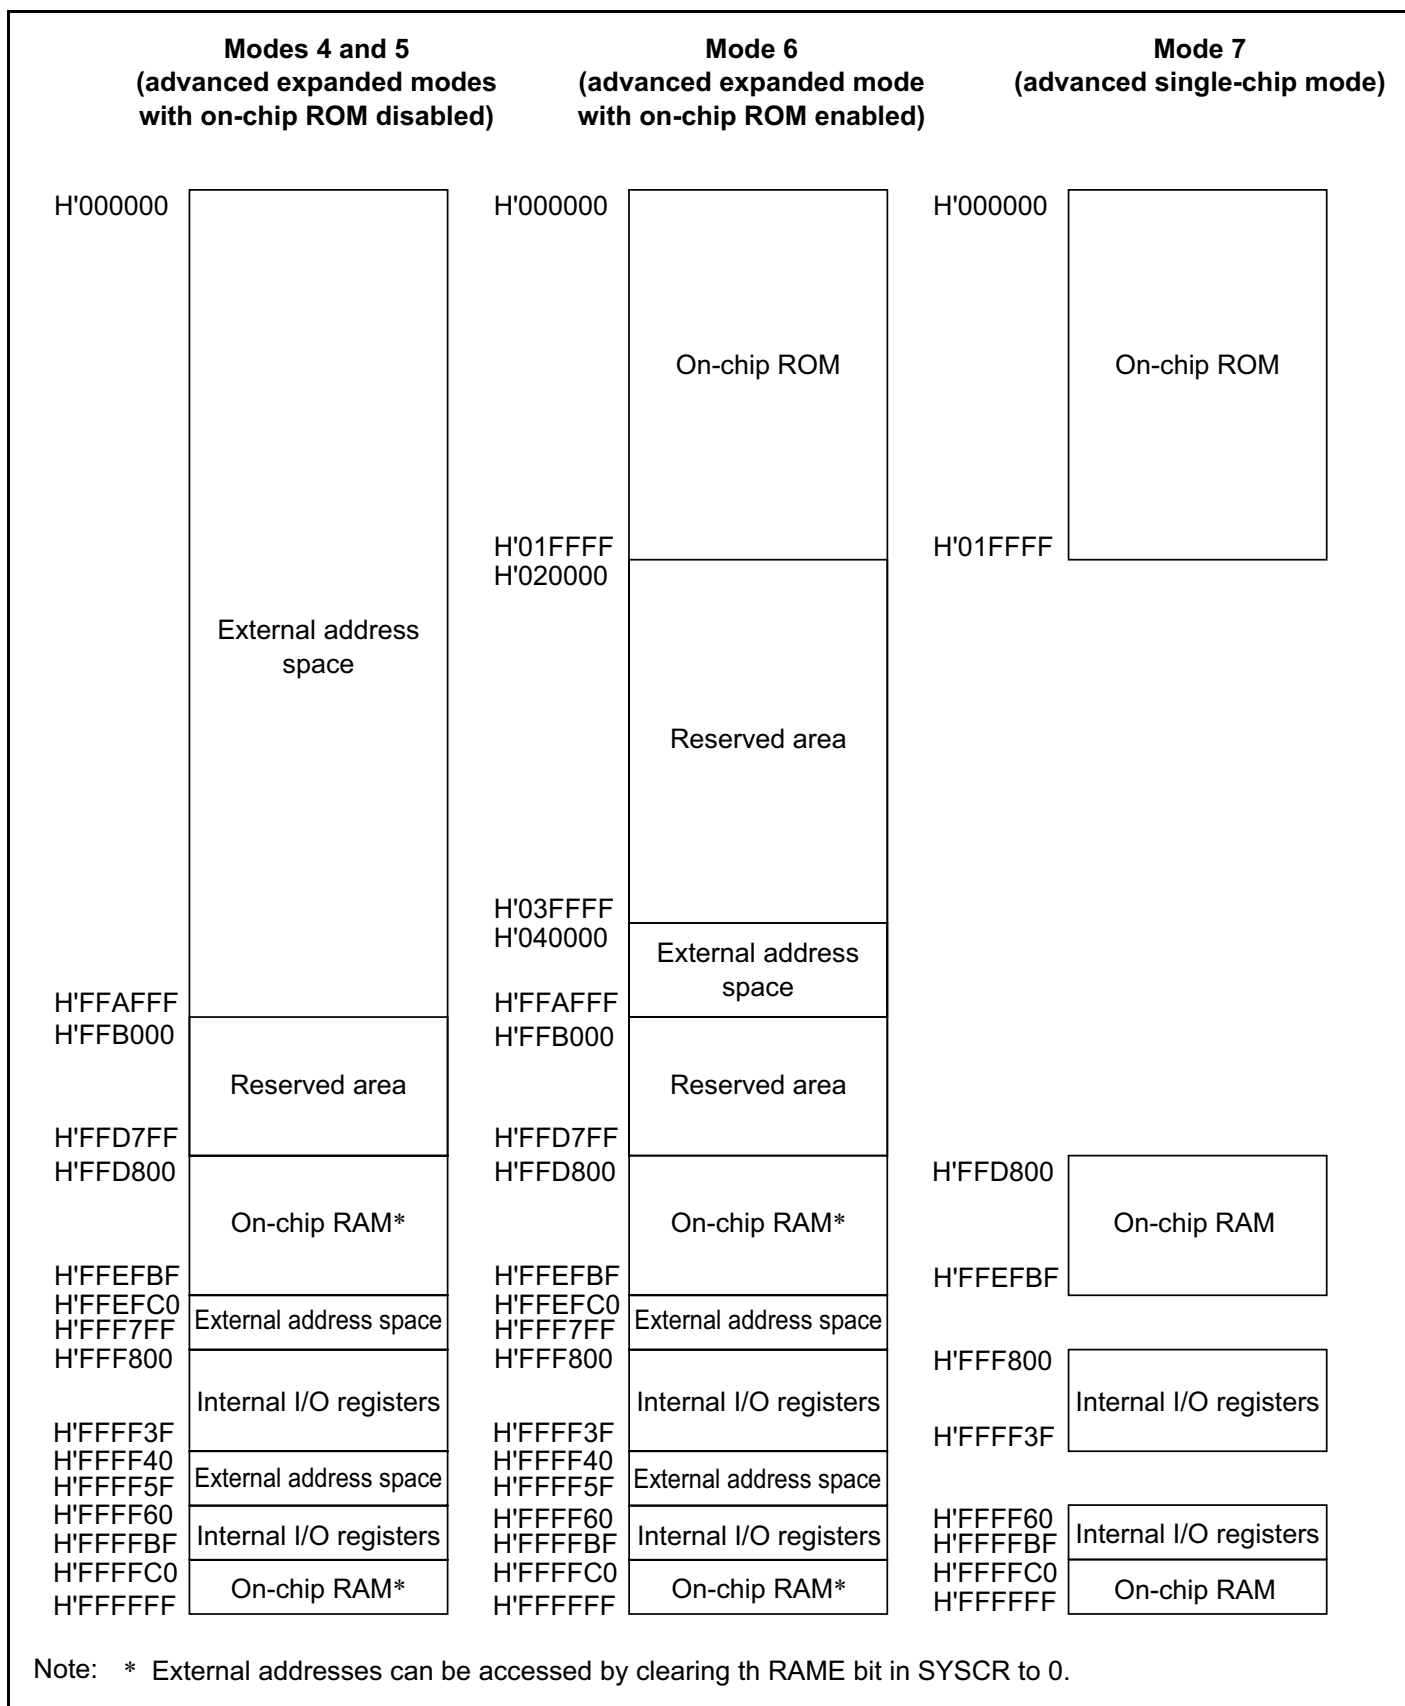 Modes 4 and 5
(advanced expanded modes
with on-chip ROM disabled)
H'000000
External address
space
H'FFAFFF
H'FFB000
Reserved area
H'FFD7FF
H'FFD800
On-chip RAM*
H'FFEFBF
H'FFEFC0
External address space
H'FFF7FF
H'FFF800
Internal I/O registers
H'FFFF3F
H'FFFF40
External address space
H'FFFF5F
H'FFFF60
Internal I/O registers
H'FFFFBF
H'FFFFC0
On-chip RAM*
H'FFFFFF
Mode 6
(advanced expanded mode
with on-chip ROM enabled)
H'000000
On-chip ROM
H'01FFFF
H'020000
Reserved area
H'03FFFF
H'040000
External address
space
H'FFAFFF
H'FFB000
Reserved area
H'FFD7FF
H'FFD800
On-chip RAM*
H'FFEFBF
H'FFEFC0
External address space
H'FFF7FF
H'FFF800
Internal I/O registers
H'FFFF3F
H'FFFF40
External address space
H'FFFF5F
H'FFFF60
Internal I/O registers
H'FFFFBF
H'FFFFC0
On-chip RAM*
H'FFFFFF
Mode 7
(advanced single-chip mode)
H'000000
On-chip ROM
H'01FFFF
H'FFD800
On-chip RAM
H'FFEFBF
H'FFF800
Internal I/O registers
H'FFFF3F
H'FFFF60
Internal I/O registers
H'FFFFBF
H'FFFFC0
On-chip RAM
H'FFFFFF
Note: * External addresses can be accessed by clearing th RAME bit in SYSCR to 0.